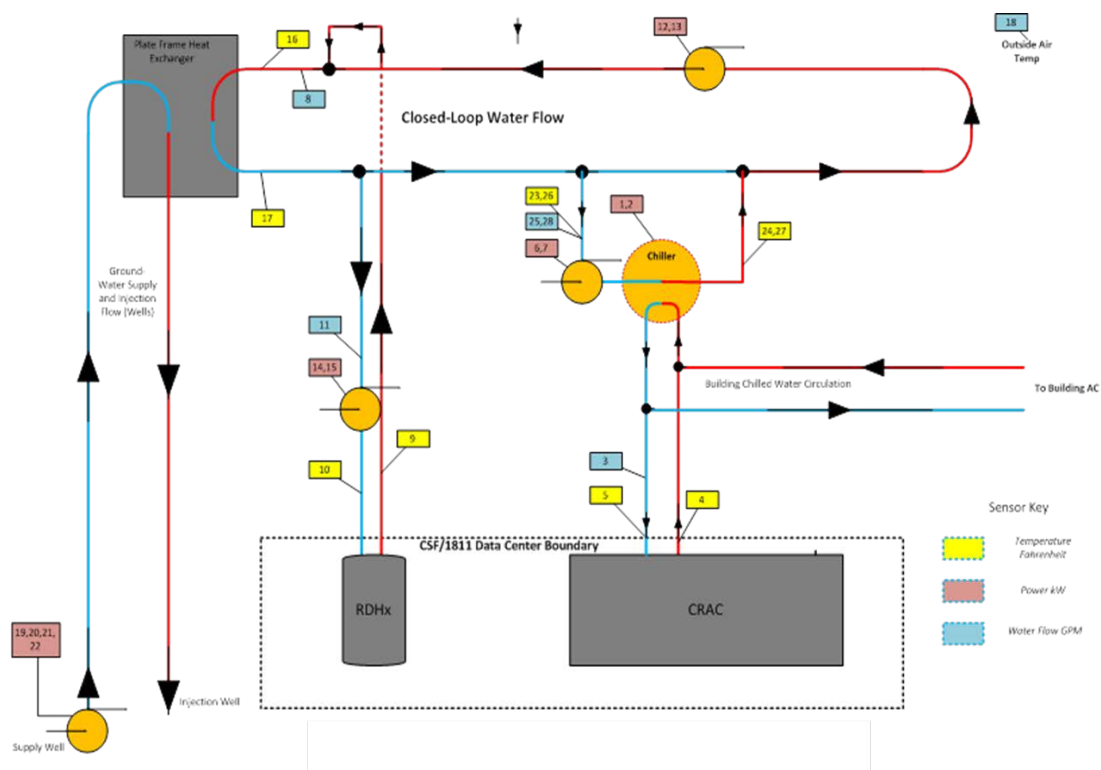 Plate Frame Heat
Exchanger
16
8
12,13
18
Outside Air
Temp
Closed-Loop Water Flow
17
23,26
25,28
6,7
1,2
Chiller
24,27
Ground-
Water Supply
and Injection
Flow (Wells)
11
14,15
9
10
Building Chilled Water Circulation
To Building AC
3
5
4
Sensor Key
Temperature
Fahrenheit
Power kW
Water Flow GPM
CSF/1811 Data Center Boundary
RDHx
CRAC
19,20,21,
22
Injection Well
Supply Well